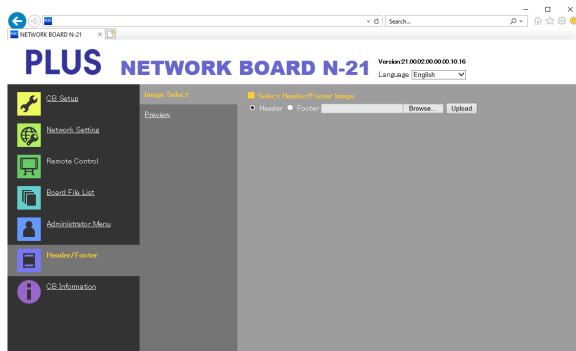 PLUS
Search...
PLUS NETWORK BOARD N-21
PLUS NETWORK BOARD N-21 Version:21.00.02.00.00.00.10.16
Language English
CB Setup
Network Setting
Remote Control
Board File List
Administrator Menu
Header/Footer
CB Information
Image Select
Preview
Select Header/Footer Image
Header Footer Browse... Upload